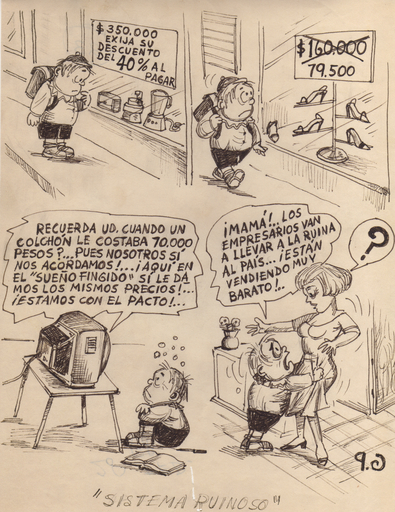 $350.000
EXIJA SU
DESCUENTO
DEL 40% AL
PAGAR
$160.000
79.500
RECUERDA UD. CUANDO UN
COLCHÓN LE COSTABA 70.000
PESOS?...PUES NOSOTROS SÍ
NOS ACORDAMOS!...¡AQUÍ EN
EL "SUEÑO FINGIDO" SÍ LE DA
MOS LOS MISMOS PRECIOS!...
¡ESTAMOS CON EL PACTO!..
¡MAMÁ!..LOS
EMPRESARIOS VAN
A LLEVAR A LA RUINA
AL PAÍS...¡ESTÁN
VENDIENDO MUY
BARATO!..
?
"SISTEMA RUINOSO"